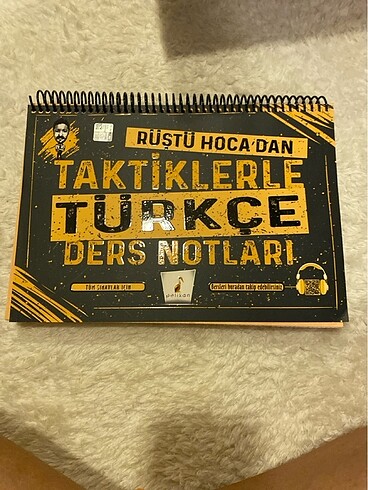 RÜŞTÜ HOCA'DAN
TAKTİKLERLE
TÜRKÇE
DERS NOTLARI
TÜM SINAVLAR İÇİN
pelikan
Dersleri buradan takip edebilirsiniz